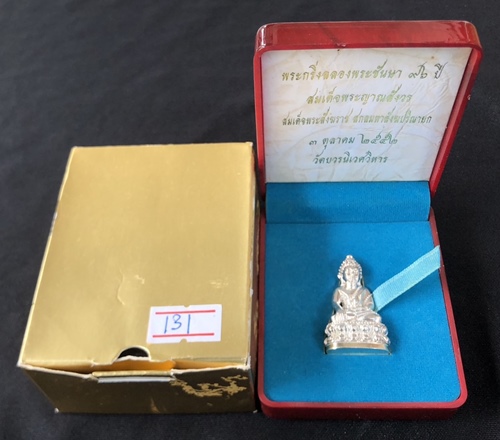 พระกริ่งฉลองพระชันษา ๙๖ ปี
สมเด็จพระญาณสังวร
สมเด็จพระสังฆราช สกลมหาสังฆปริณายก
๓ ตุลาคม ๒๕๕๒
วัดบวรนิเวศวิหาร
131